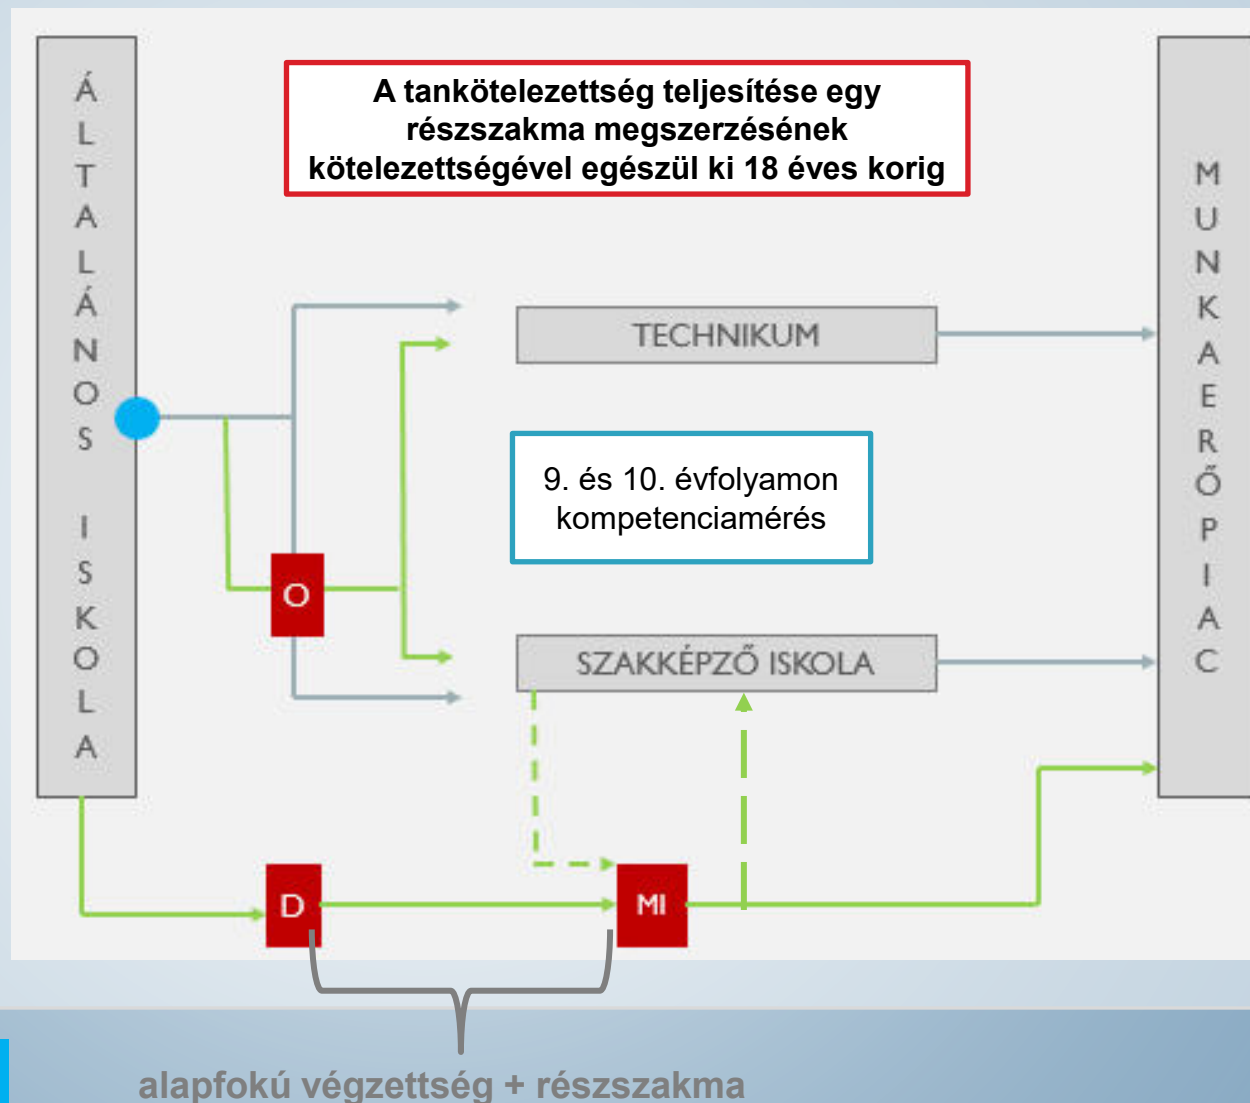 ÁLTALÁNOS ISKOLA
A tankötelezettség teljesítése egy
részszakma megszerzésének
kötelezettségével egészül ki 18 éves korig
TECHNIKUM
9. és 10. évfolyamon
kompetenciamérés
O
SZAKKÉPZŐ ISKOLA
MUNKAERŐPIAC
D
MI
alapfokú végzettség + részszakma